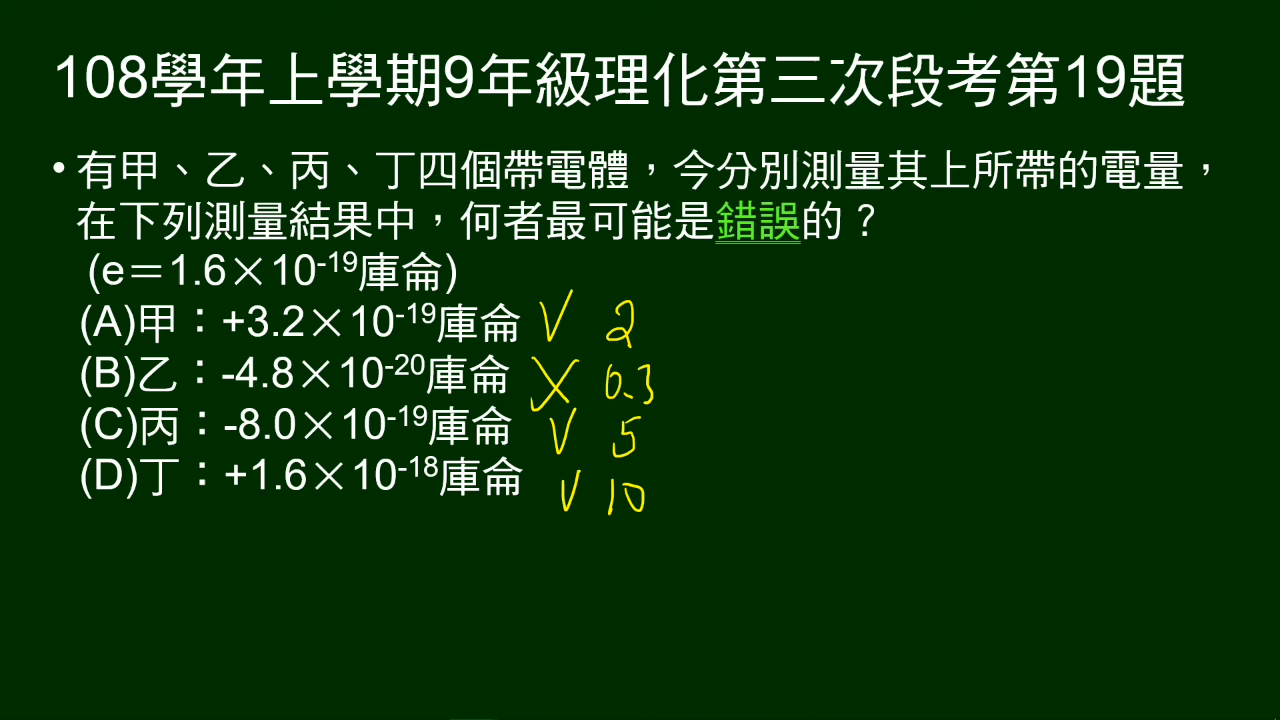 108學年上學期9年級理化第三次段考第19題
• 有甲、乙、丙、丁四個帶電體，今分別測量其上所帶的電量，
在下列測量結果中，何者最可能是錯誤的？
(e＝1.6×10⁻¹⁹庫侖)
(A)甲：+3.2×10⁻¹⁹庫侖 V 2
(B)乙：-4.8×10⁻²⁰庫侖 X 0.3
(C)丙：-8.0×10⁻¹⁹庫侖 V 5
(D)丁：+1.6×10⁻¹⁸庫侖 V 10